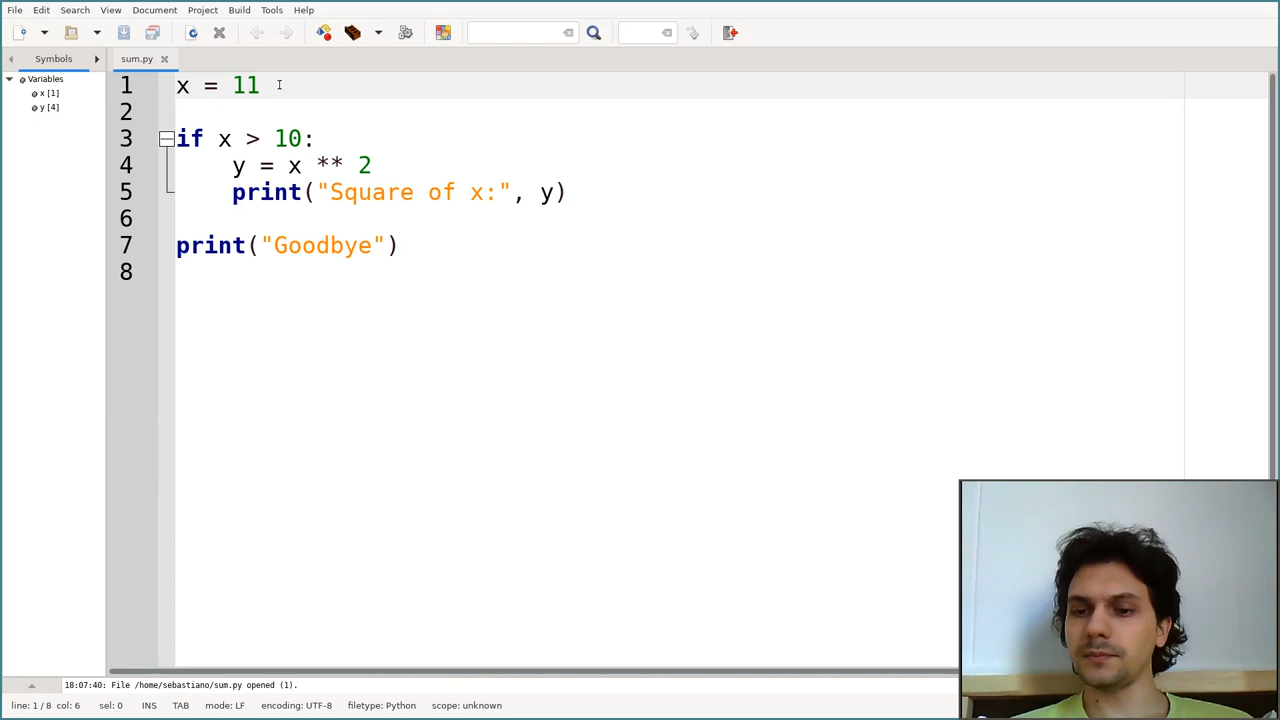 File Edit Search View Document Project Build Tools Help
Symbols sum.py
Variables
x [1]
y [4]
1 x = 11
2
3 if x > 10:
4 y = x ** 2
5 print("Square of x:", y)
6
7 print("Goodbye")
8
18:07:40: File /home/sebastiano/sum.py opened (1).
line: 1 / 8 col: 6 sel: 0 INS TAB mode: LF encoding: UTF-8 filetype: Python scope: unknown